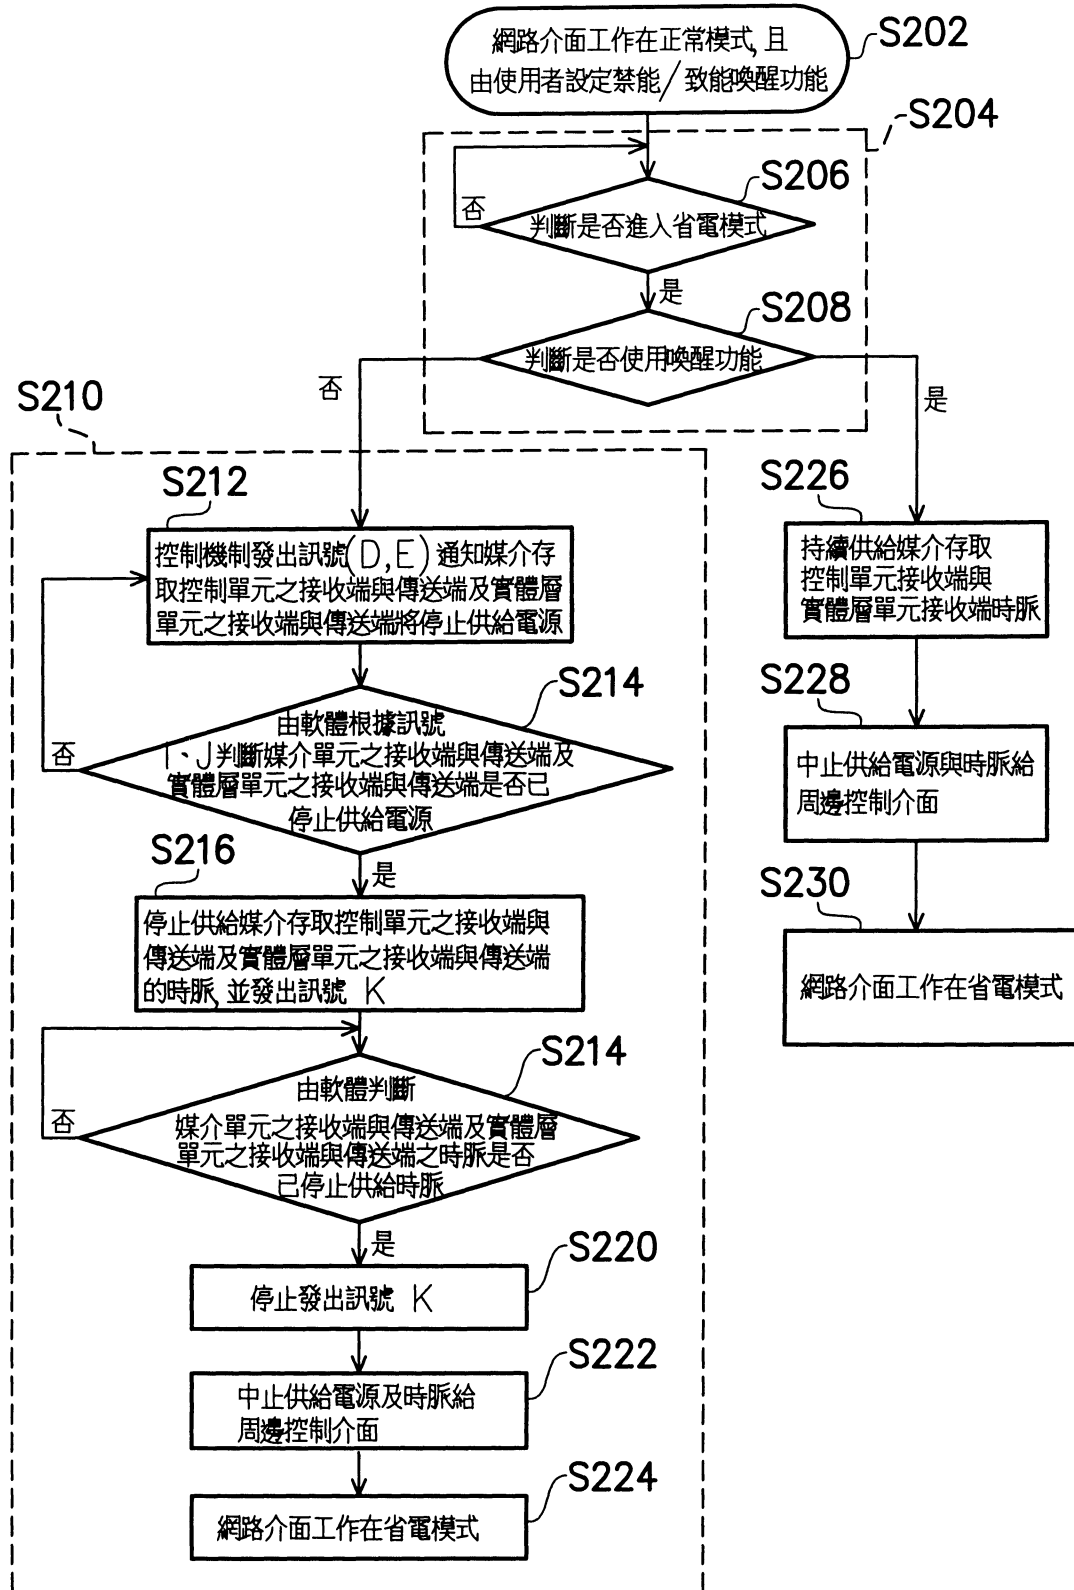 網路介面工作在正常模式,且
由使用者設定禁能/致能喚醒功能
S202
S204
S206
判斷是否進入省電模式
否
是
S208
判斷是否使用喚醒功能
否
是
S210
S212
控制機制發出訊號(D,E)通知媒介存
取控制單元之接收端與傳送端及實體層
單元之接收端與傳送端將停止供給電源
S214
由軟體根據訊號
I、J判斷媒介單元之接收端與傳送端及
實體層單元之接收端與傳送端是否已
停止供給電源
否
是
S216
停止供給媒介存取控制單元之接收端與
傳送端及實體層單元之接收端與傳送端
的時脈,並發出訊號 K
S214
由軟體判斷
媒介單元之接收端與傳送端及實體層
單元之接收端與傳送端之時脈是否
已停止供給時脈
否
是
S220
停止發出訊號 K
S222
中止供給電源及時脈給
周邊控制介面
S224
網路介面工作在省電模式
S226
持續供給媒介存取
控制單元接收端與
實體層單元接收端時脈
S228
中止供給電源與時脈給
周邊控制介面
S230
網路介面工作在省電模式